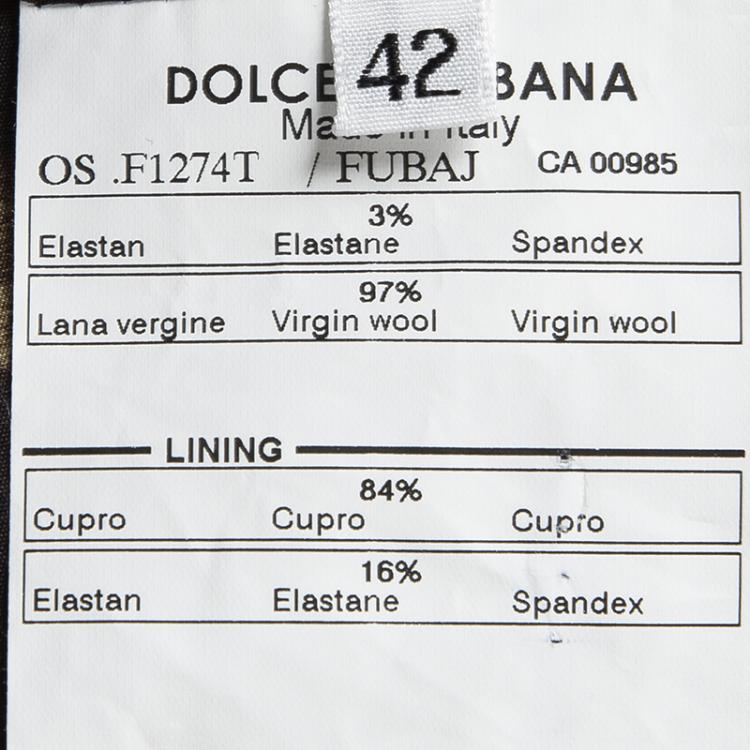 42
DOLCE BANA
Made in Italy
OS .F1274T / FUBAJ CA 00985
3%
Elastan Elastane Spandex
97%
Lana vergine Virgin wool Virgin wool
LINING
84%
Cupro Cupro Cupro
16%
Elastan Elastane Spandex